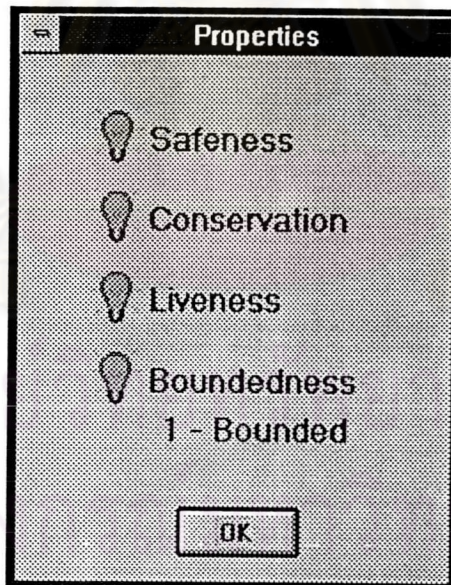 Properties
Safeness
Conservation
Liveness
Boundedness
1 - Bounded
OK